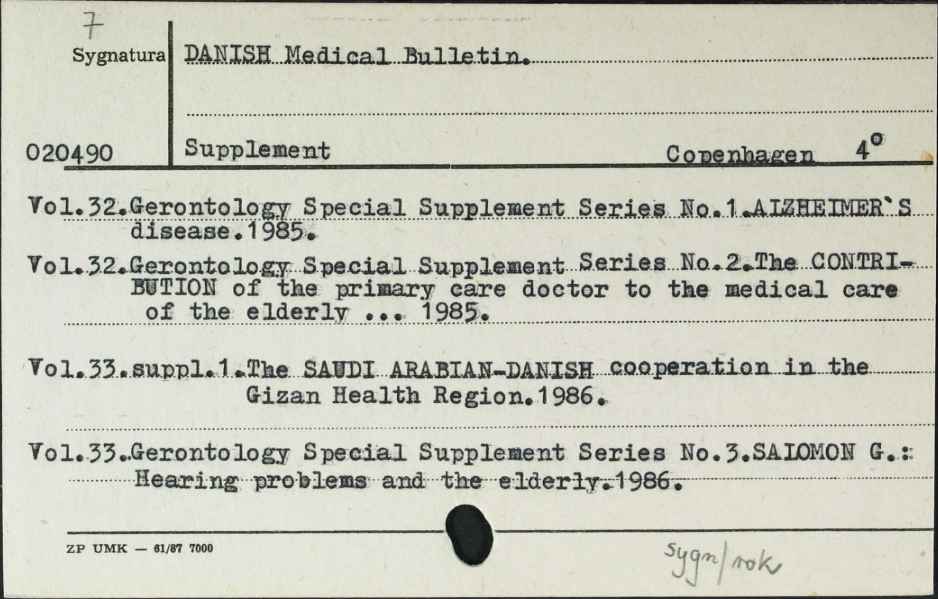 7
Sygnatura DANISH Medical Bulletin.
020490 Supplement Copenhagen 4°
Vol.32.Gerontology Special Supplement Series No.1.ALZHEIMER`S
disease.1985.
Vol.32.Gerontology Special Supplement Series No.2.The CONTRI-
BUTION of the primary care doctor to the medical care
of the elderly ... 1985.
Vol.33.suppl.1.The SAUDI ARABIAN-DANISH cooperation in the
Gizan Health Region.1986.
Vol.33.Gerontology Special Supplement Series No.3.SALOMON G.:
Hearing problems and the elderly.1986.
ZP UMK — 61/87 7000
sygn/rok